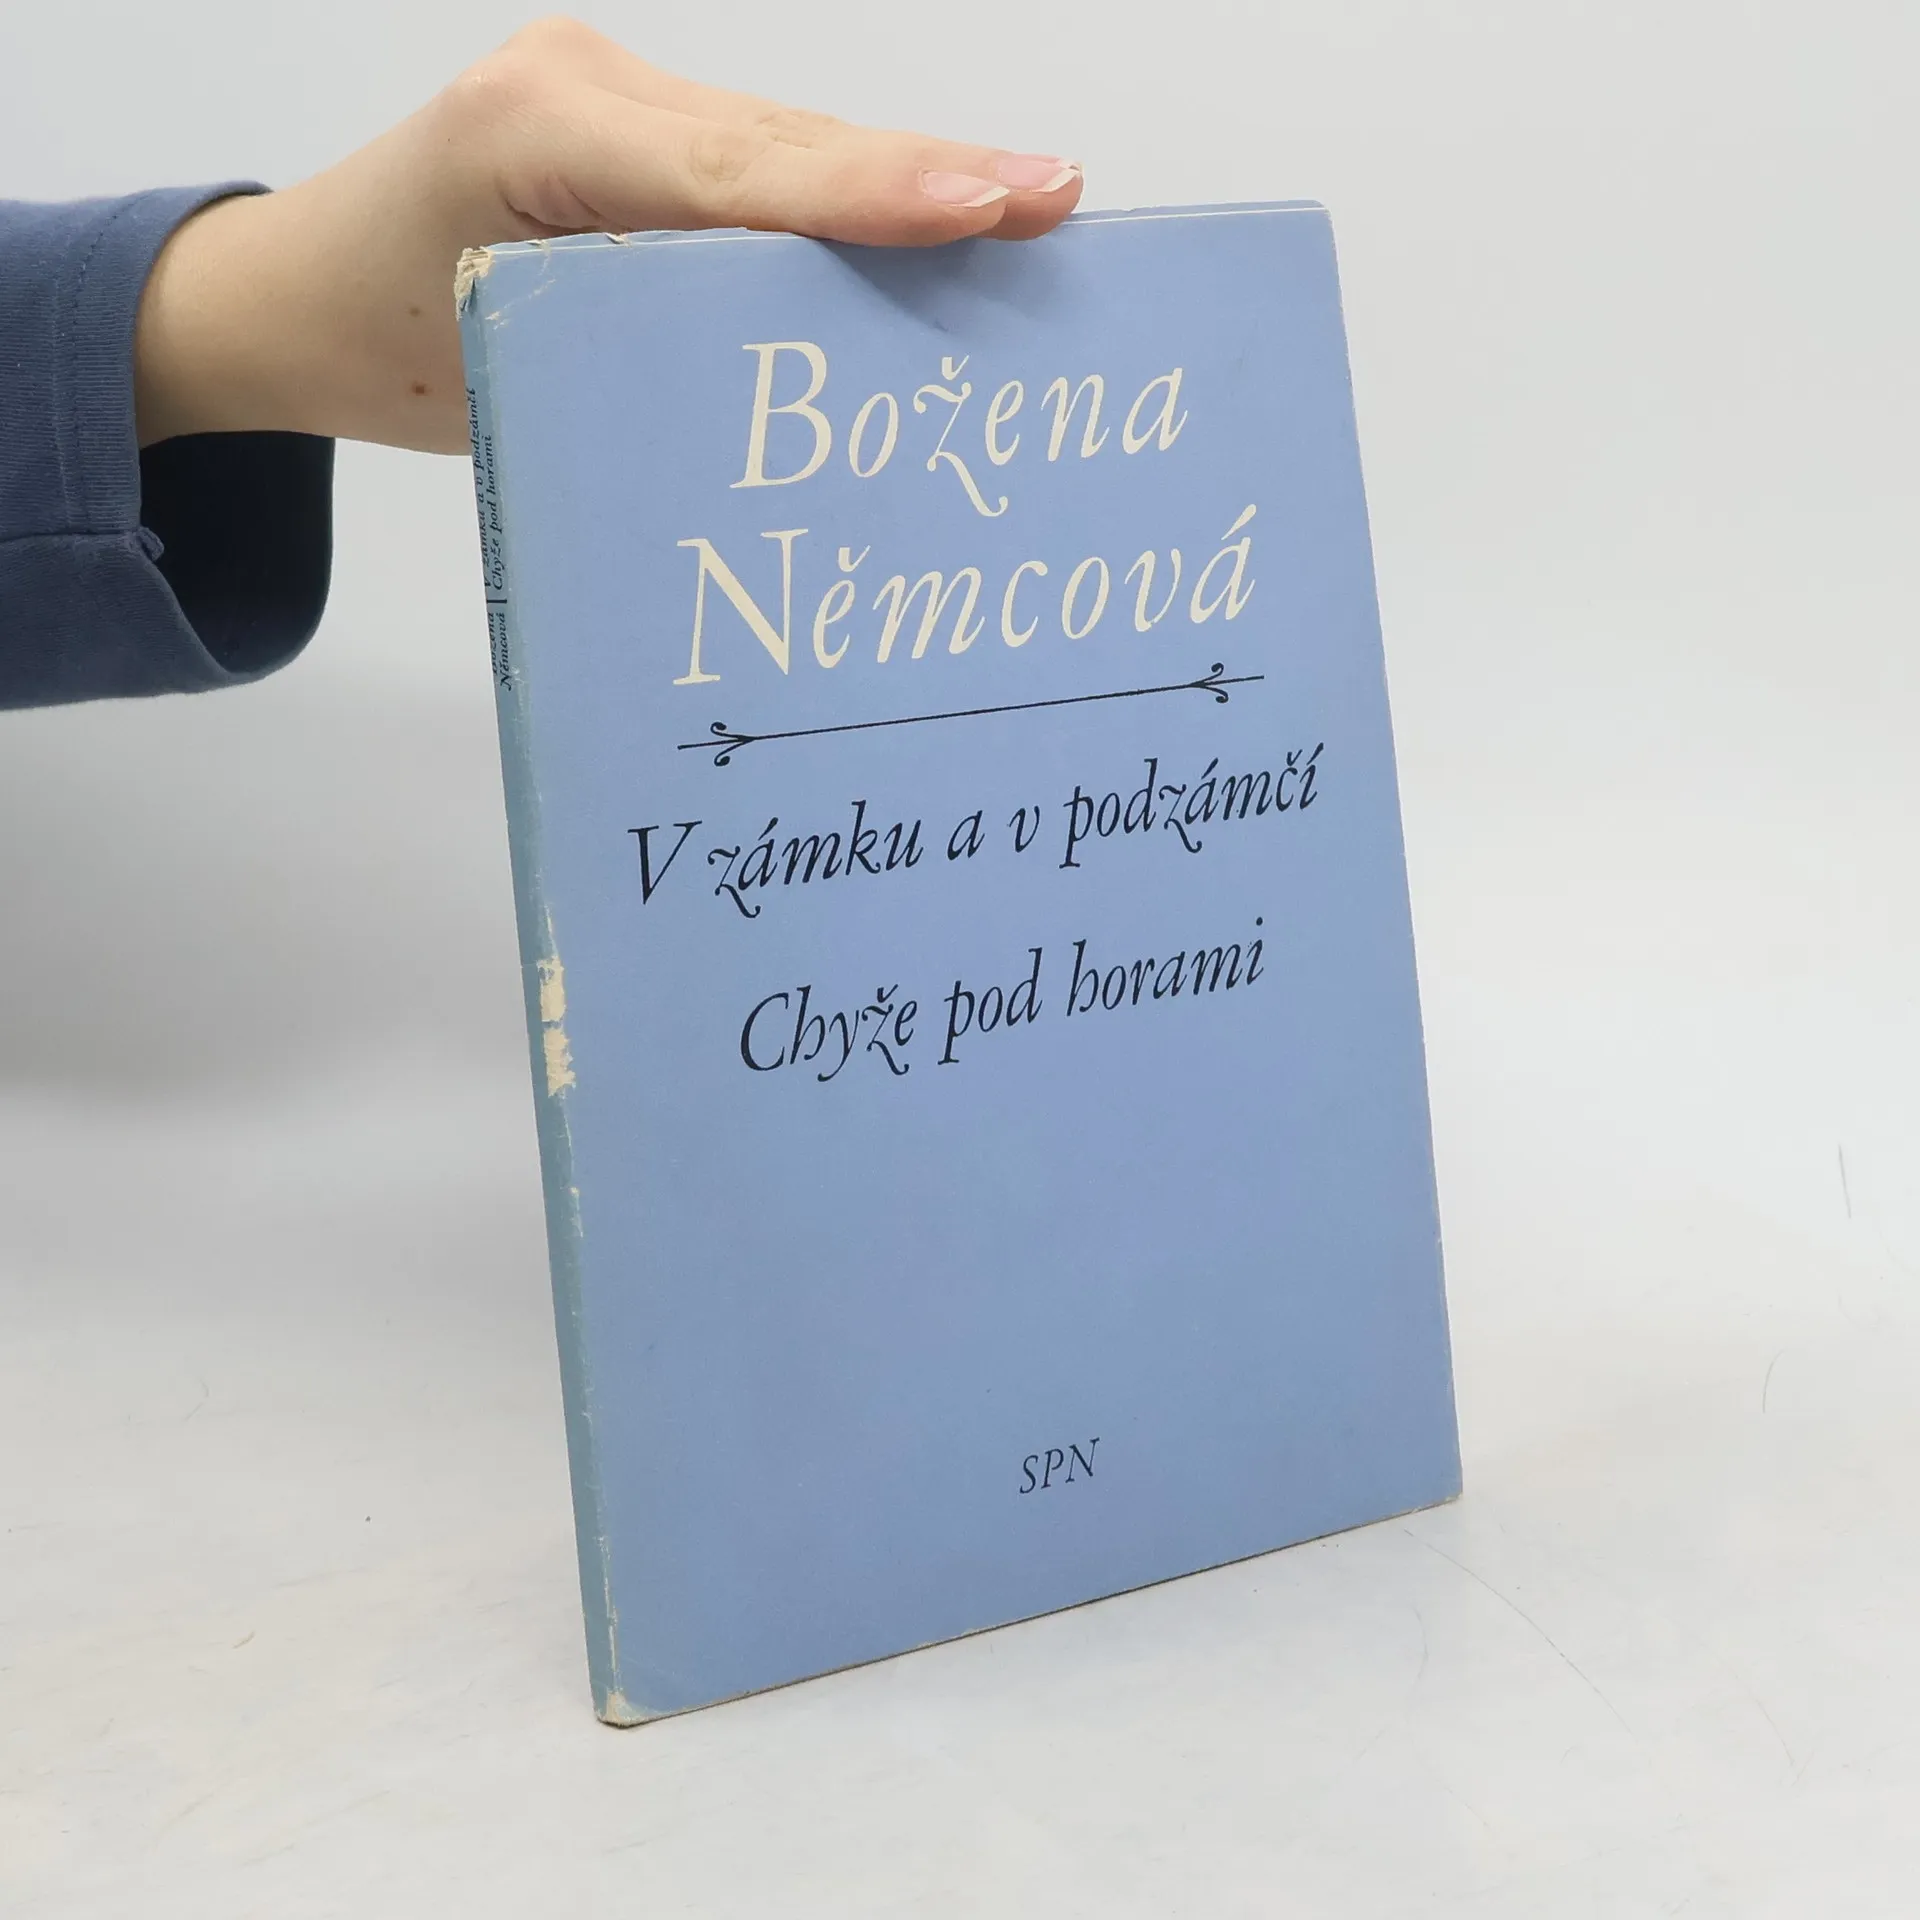 Božena
Němcová
V zámku a v podzámčí
Chyže pod horami
SPN
Božena
Němcová
V zámku a v podzámčí
Chyže pod horami